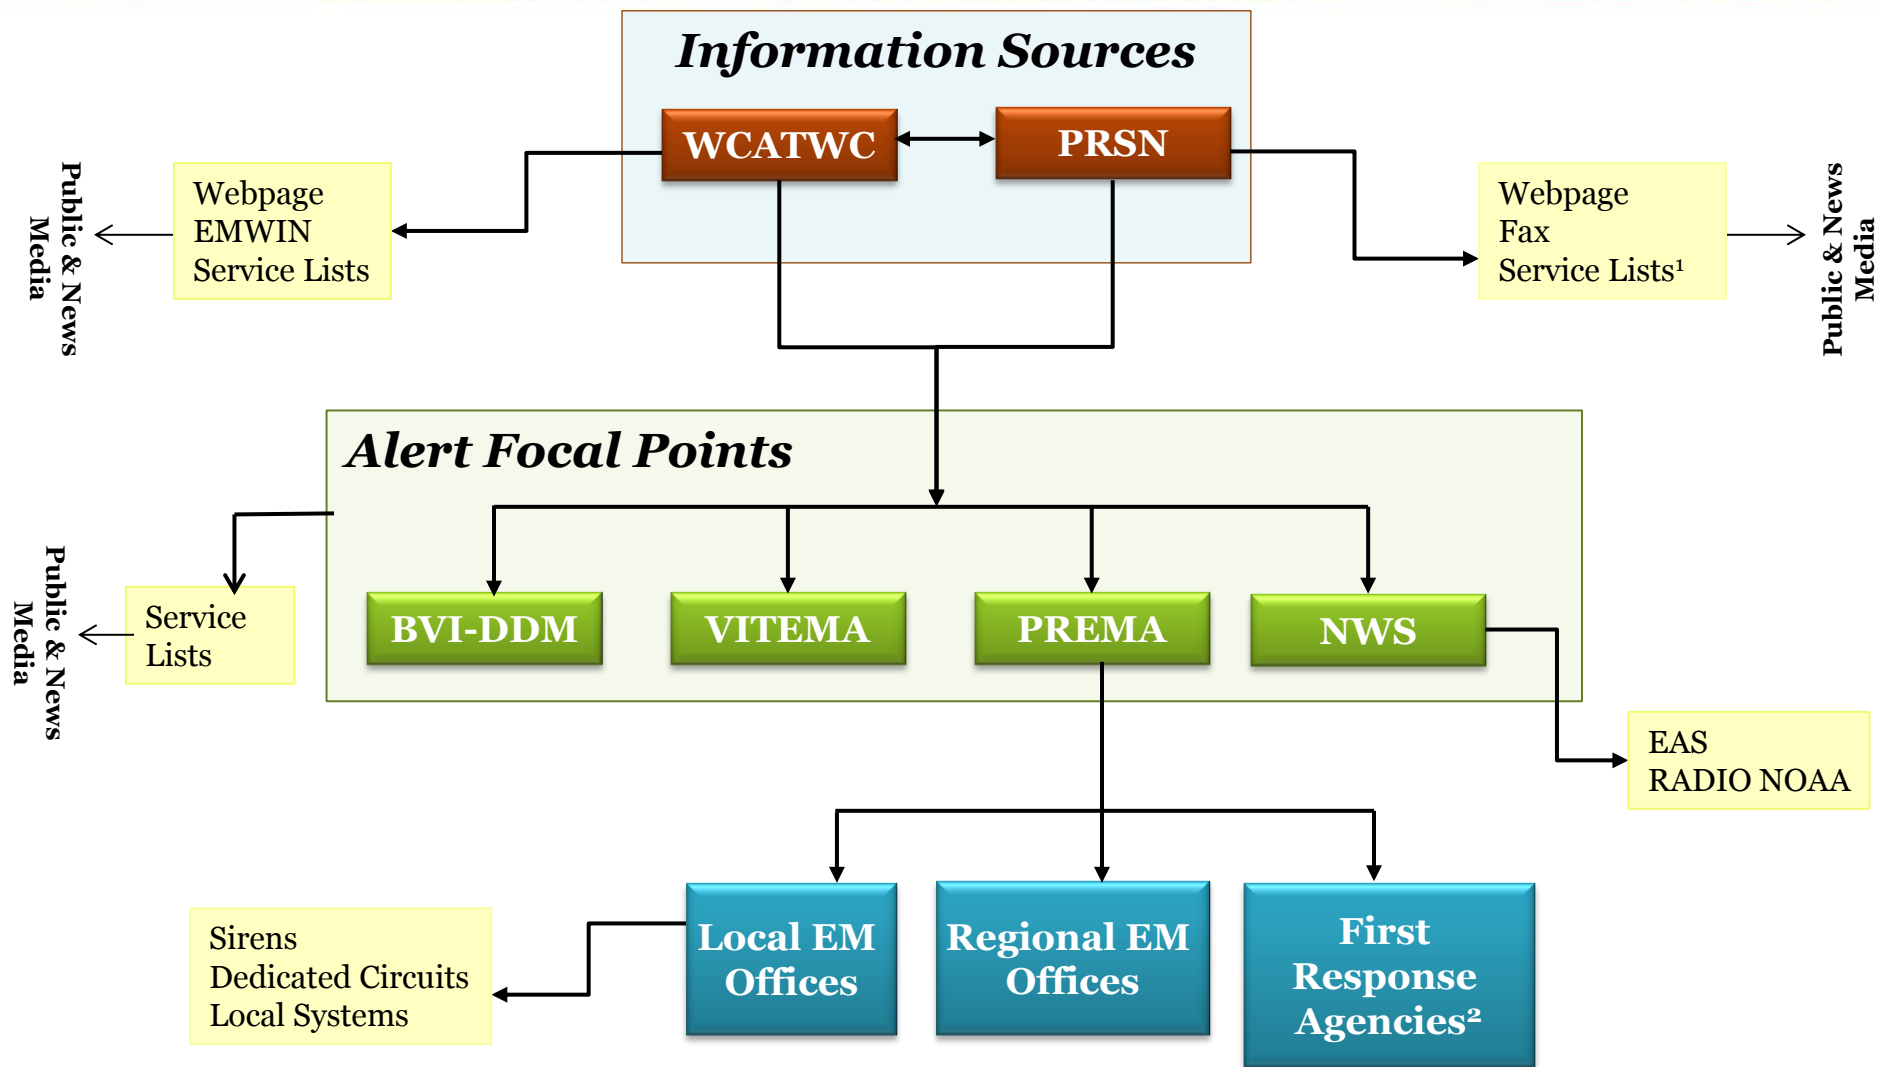 Information Sources
WCATWC
PRSN
Public & News
Media
Webpage
EMWIN
Service Lists
Webpage
Fax
Service Lists¹
Public & News
Media
Alert Focal Points
Public & News
Media
Service
Lists
BVI-DDM
VITEMA
PREMA
NWS
EAS
RADIO NOAA
Sirens
Dedicated Circuits
Local Systems
Local EM
Offices
Regional EM
Offices
First
Response
Agencies²